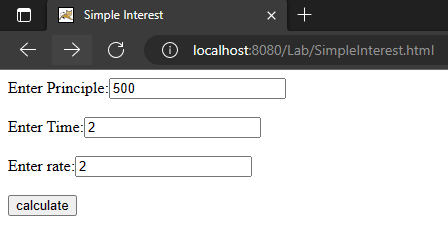 Simple Interest
localhost:8080/Lab/SimpleInterest.html
Enter Principle:500
Enter Time:2
Enter rate:2
calculate